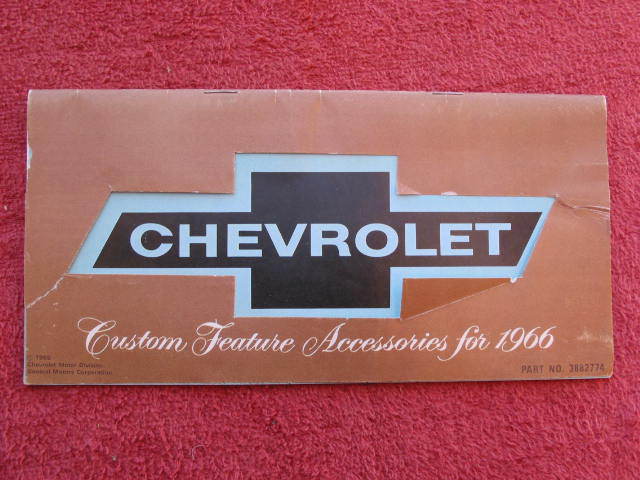 CHEVROLET
Custom Feature Accessories for 1966
© 1965
Chevrolet Motor Division
General Motors Corporation
PART NO. 3882774